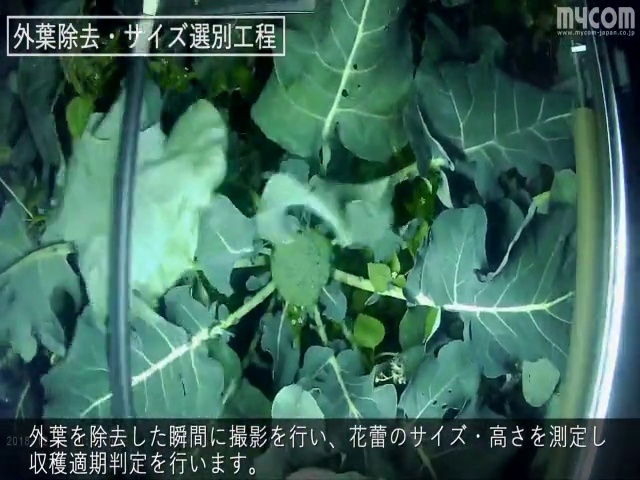 外葉除去・サイズ選別工程
mycom
www.mycom-japan.co.jp
2018
外葉を除去した瞬間に撮影を行い、花蕾のサイズ・高さを測定し
収穫適期判定を行います。